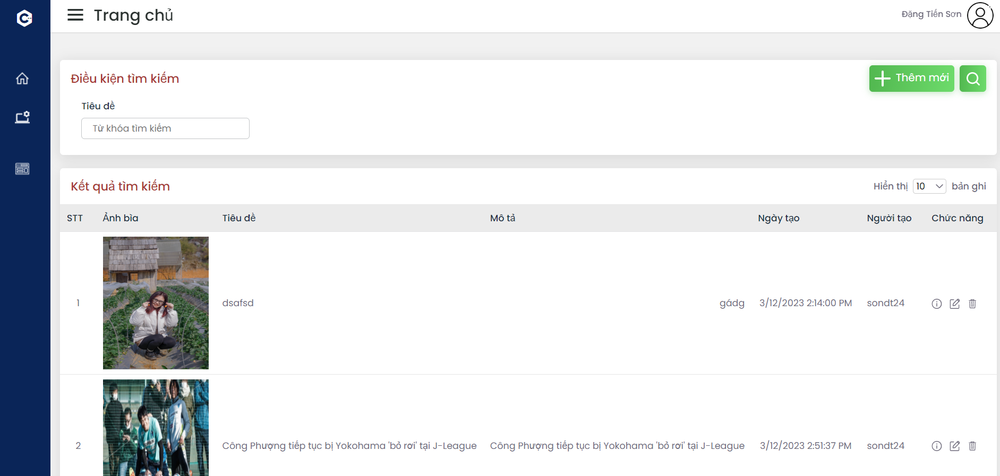 Trang chủ
Đặng Tiến Sơn
Điều kiện tìm kiếm
Thêm mới
Tiêu đề
Từ khóa tìm kiếm
Kết quả tìm kiếm
Hiển thị 10 bản ghi
STT Ảnh bìa Tiêu đề Mô tả Ngày tạo Người tạo Chức năng
1 dsafsd gádg 3/12/2023 2:14:00 PM sondt24
2 Công Phượng tiếp tục bị Yokohama 'bỏ rơi' tại J-League Công Phượng tiếp tục bị Yokohama 'bỏ rơi' tại J-League 3/12/2023 2:51:37 PM sondt24